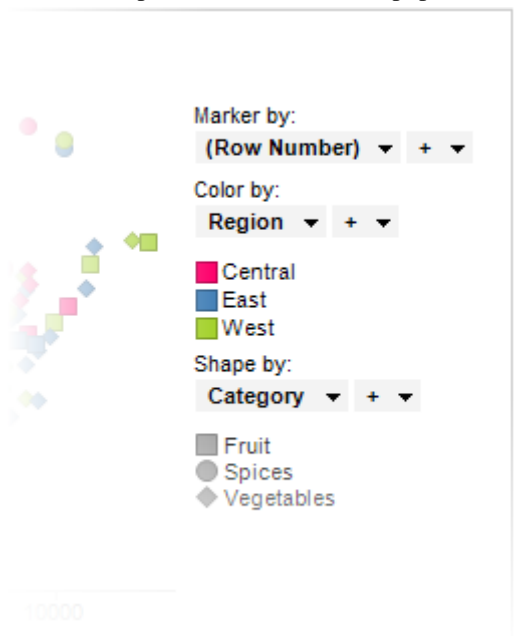 Marker by:
(Row Number) +
Color by:
Region +
Central
East
West
Shape by:
Category +
Fruit
Spices
Vegetables
10000